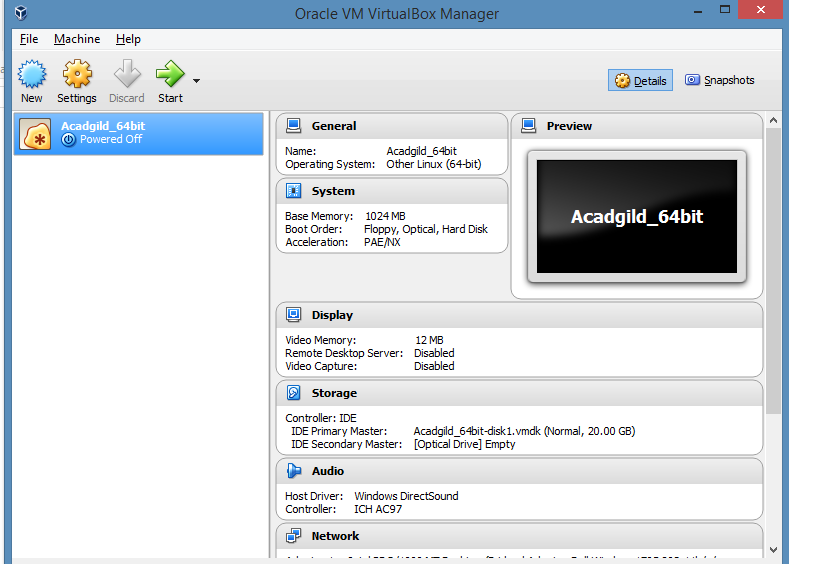 Oracle VM VirtualBox Manager
File Machine Help
New Settings Discard Start
Details Snapshots
Acadgild_64bit
Powered Off
General
Name: Acadgild_64bit
Operating System: Other Linux (64-bit)
System
Base Memory: 1024 MB
Boot Order: Floppy, Optical, Hard Disk
Acceleration: PAE/NX
Preview
Acadgild_64bit
Display
Video Memory: 12 MB
Remote Desktop Server: Disabled
Video Capture: Disabled
Storage
Controller: IDE
IDE Primary Master: Acadgild_64bit-disk1.vmdk (Normal, 20.00 GB)
IDE Secondary Master: [Optical Drive] Empty
Audio
Host Driver: Windows DirectSound
Controller: ICH AC97
Network